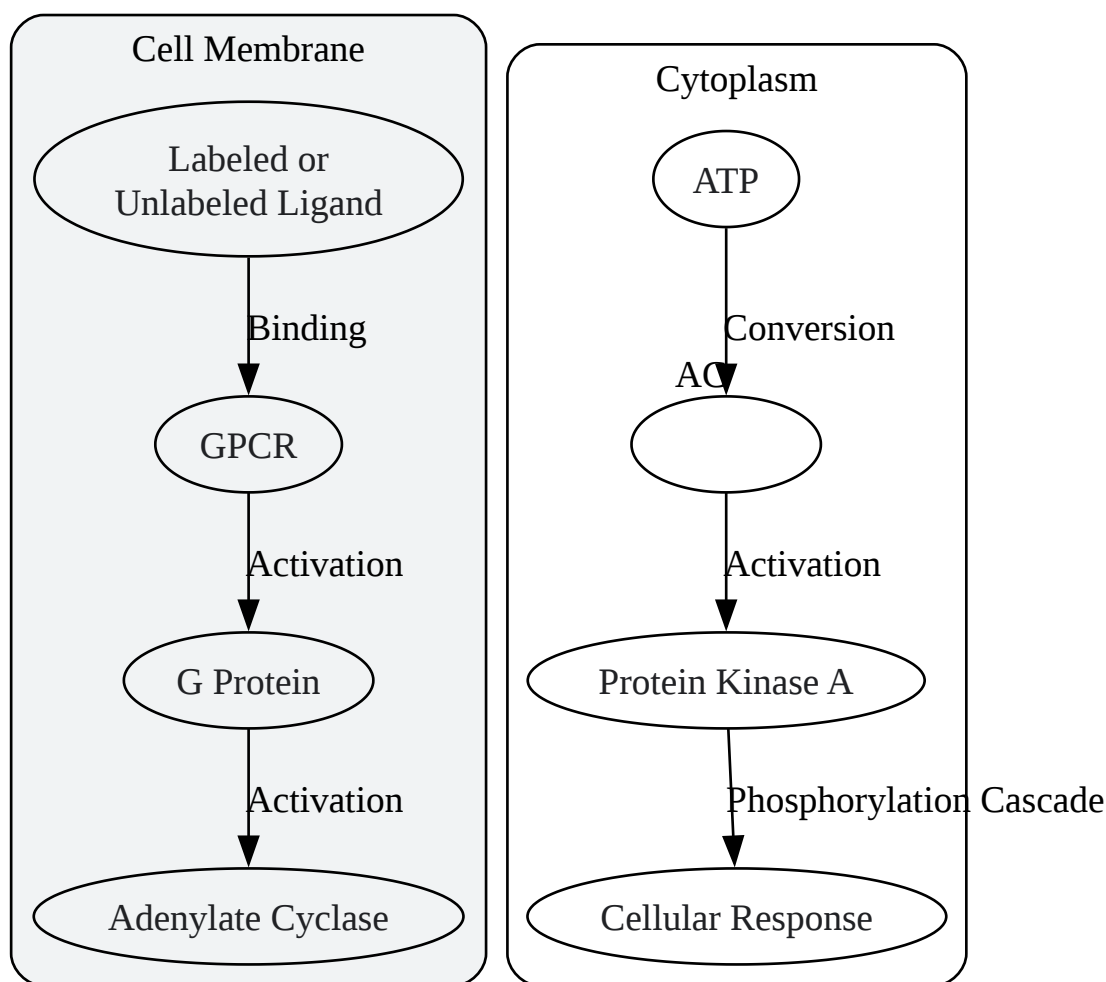 Cell Membrane
Labeled or
Unlabeled Ligand
Binding
GPCR
Activation
G Protein
Activation
Adenylate Cyclase
Cytoplasm
ATP
Conversion
AC
Activation
Protein Kinase A
Phosphorylation Cascade
Cellular Response